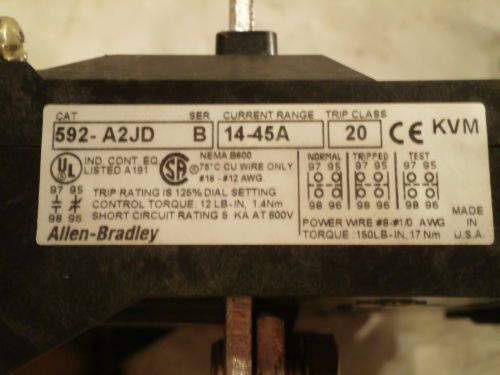 CAT SER CURRENT RANGE TRIP CLASS
592- A2JD B 14-45A 20 CE KVM
UL IND. CONT. EQ. LISTED A191
SA NEMA B600
75°C CU WIRE ONLY
#18 - #12 AWG.
97 95
98 96
NORMAL TRIPPED TEST
97 95 97 95 97 95
98 96 98 96 98 96
TRIP RATING IS 125% DIAL SETTING
CONTROL TORQUE: 12 LB-IN, 1.4Nm
SHORT CIRCUIT RATING 5 KA AT 600V
Allen-Bradley
POWER WIRE #8-#1/0 AWG
TORQUE :150LB-IN, 17 Nm
MADE
IN
U.S.A.